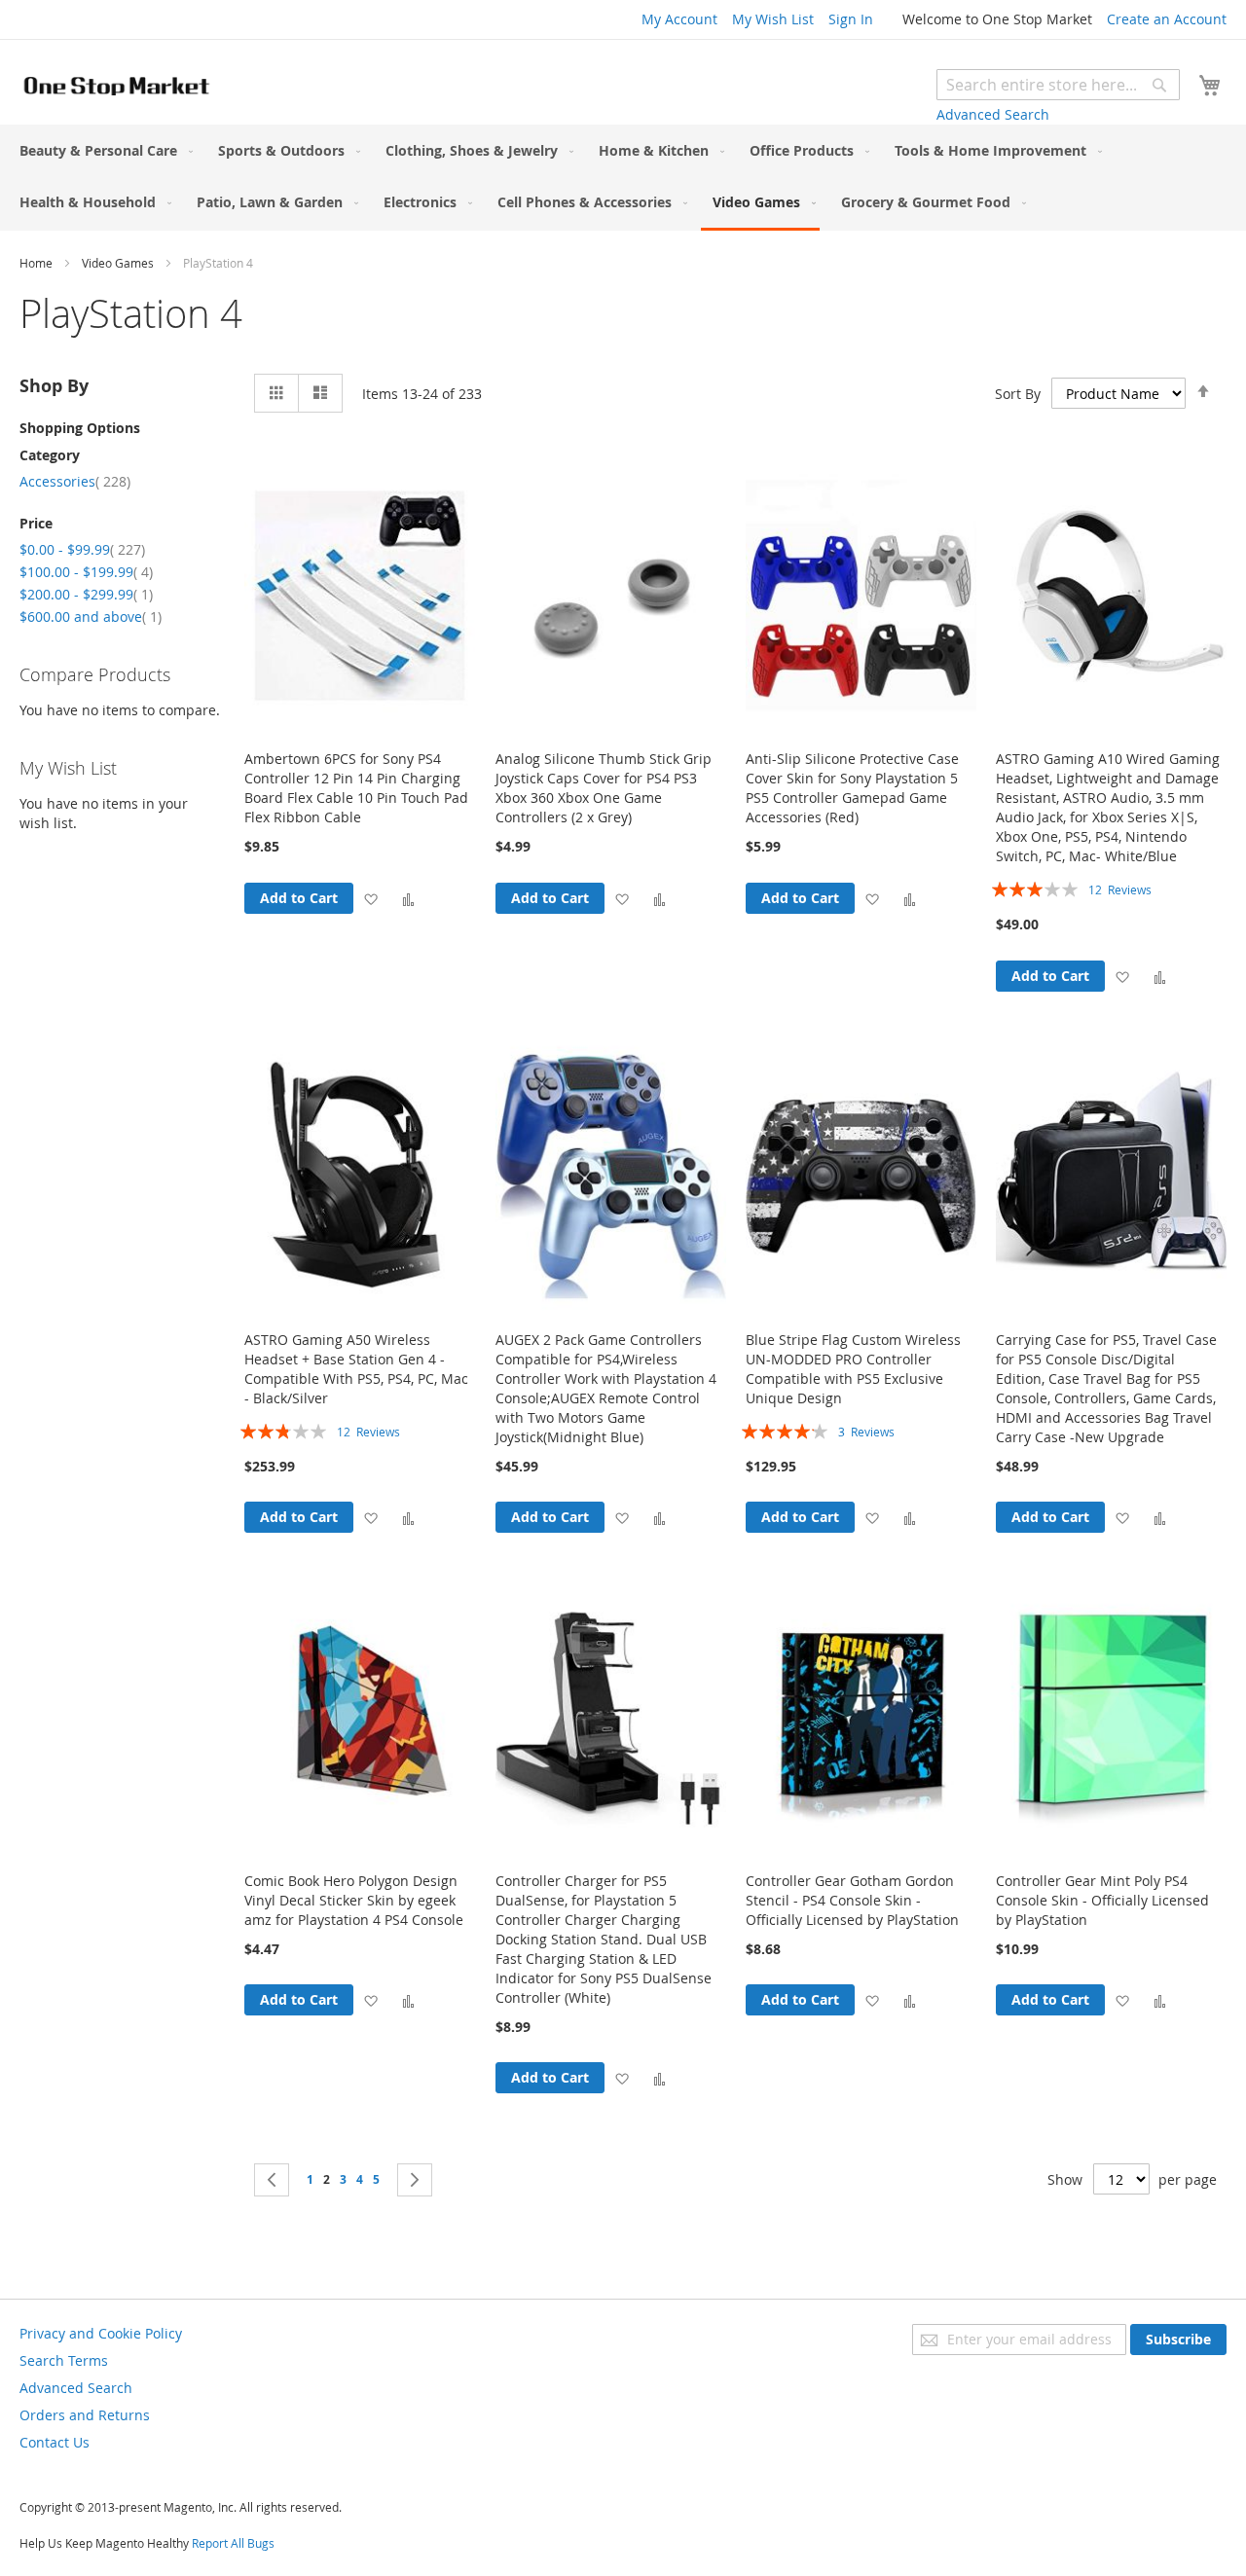 My Account My Wish List Sign In Welcome to One Stop Market Create an Account
One Stop Market
Search entire store here...
Advanced Search
Beauty & Personal Care Sports & Outdoors Clothing, Shoes & Jewelry Home & Kitchen Office Products Tools & Home Improvement
Health & Household Patio, Lawn & Garden Electronics Cell Phones & Accessories Video Games Grocery & Gourmet Food
Home Video Games PlayStation 4
PlayStation 4
Shop By
Shopping Options
Category
Accessories( 228)
Price
$0.00 - $99.99( 227)
$100.00 - $199.99( 4)
$200.00 - $299.99( 1)
$600.00 and above( 1)
Compare Products
You have no items to compare.
My Wish List
You have no items in your
wish list.
Items 13-24 of 233
Sort By Product Name
Ambertown 6PCS for Sony PS4
Controller 12 Pin 14 Pin Charging
Board Flex Cable 10 Pin Touch Pad
Flex Ribbon Cable
$9.85
Add to Cart
Analog Silicone Thumb Stick Grip
Joystick Caps Cover for PS4 PS3
Xbox 360 Xbox One Game
Controllers (2 x Grey)
$4.99
Add to Cart
Anti-Slip Silicone Protective Case
Cover Skin for Sony Playstation 5
PS5 Controller Gamepad Game
Accessories (Red)
$5.99
Add to Cart
ASTRO Gaming A10 Wired Gaming
Headset, Lightweight and Damage
Resistant, ASTRO Audio, 3.5 mm
Audio Jack, for Xbox Series X|S,
Xbox One, PS5, PS4, Nintendo
Switch, PC, Mac- White/Blue
12 Reviews
$49.00
Add to Cart
ASTRO Gaming A50 Wireless
Headset + Base Station Gen 4 -
Compatible With PS5, PS4, PC, Mac
- Black/Silver
12 Reviews
$253.99
Add to Cart
AUGEX
AUGEX
AUGEX 2 Pack Game Controllers
Compatible for PS4,Wireless
Controller Work with Playstation 4
Console;AUGEX Remote Control
with Two Motors Game
Joystick(Midnight Blue)
$45.99
Add to Cart
Blue Stripe Flag Custom Wireless
UN-MODDED PRO Controller
Compatible with PS5 Exclusive
Unique Design
3 Reviews
$129.95
Add to Cart
PS5
PS5
Carrying Case for PS5, Travel Case
for PS5 Console Disc/Digital
Edition, Case Travel Bag for PS5
Console, Controllers, Game Cards,
HDMI and Accessories Bag Travel
Carry Case -New Upgrade
$48.99
Add to Cart
Comic Book Hero Polygon Design
Vinyl Decal Sticker Skin by egeek
amz for Playstation 4 PS4 Console
$4.47
Add to Cart
Controller Charger for PS5
DualSense, for Playstation 5
Controller Charger Charging
Docking Station Stand. Dual USB
Fast Charging Station & LED
Indicator for Sony PS5 DualSense
Controller (White)
$8.99
Add to Cart
GOTHAM
CITY
05
Controller Gear Gotham Gordon
Stencil - PS4 Console Skin -
Officially Licensed by PlayStation
$8.68
Add to Cart
Controller Gear Mint Poly PS4
Console Skin - Officially Licensed
by PlayStation
$10.99
Add to Cart
1 2 3 4 5
Show 12 per page
Privacy and Cookie Policy
Search Terms
Advanced Search
Orders and Returns
Contact Us
Enter your email address Subscribe
Copyright © 2013-present Magento, Inc. All rights reserved.
Help Us Keep Magento Healthy Report All Bugs